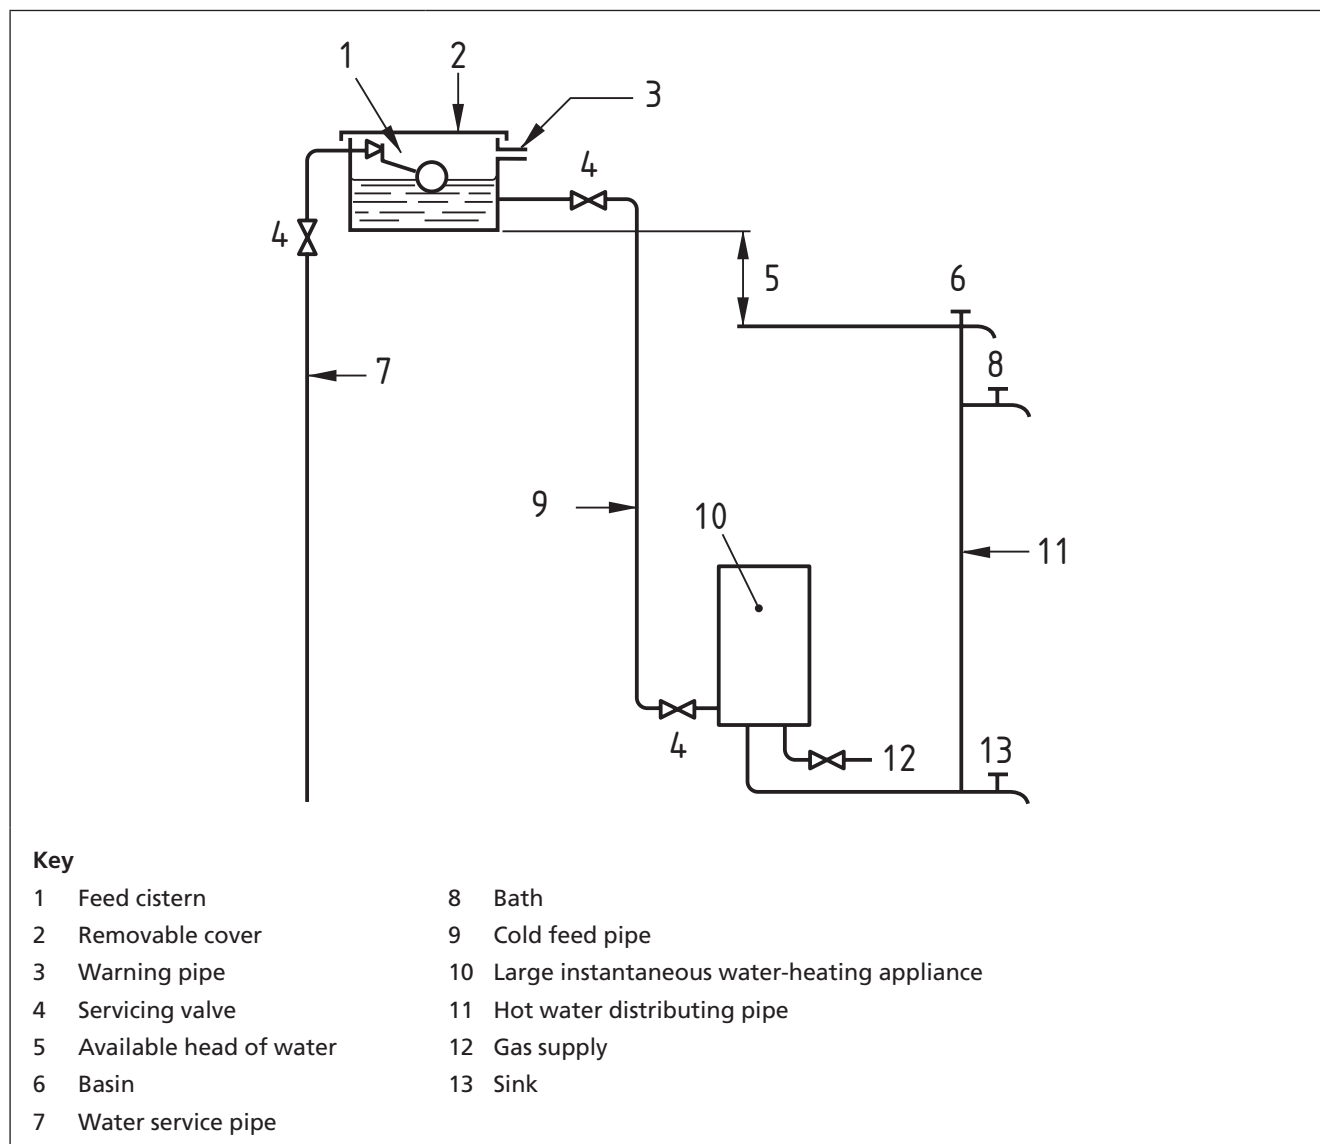 1
2
3
4
4
5
6
7
8
9
10
11
4
12
13
Key
1 Feed cistern
2 Removable cover
3 Warning pipe
4 Servicing valve
5 Available head of water
6 Basin
7 Water service pipe
8 Bath
9 Cold feed pipe
10 Large instantaneous water-heating appliance
11 Hot water distributing pipe
12 Gas supply
13 Sink